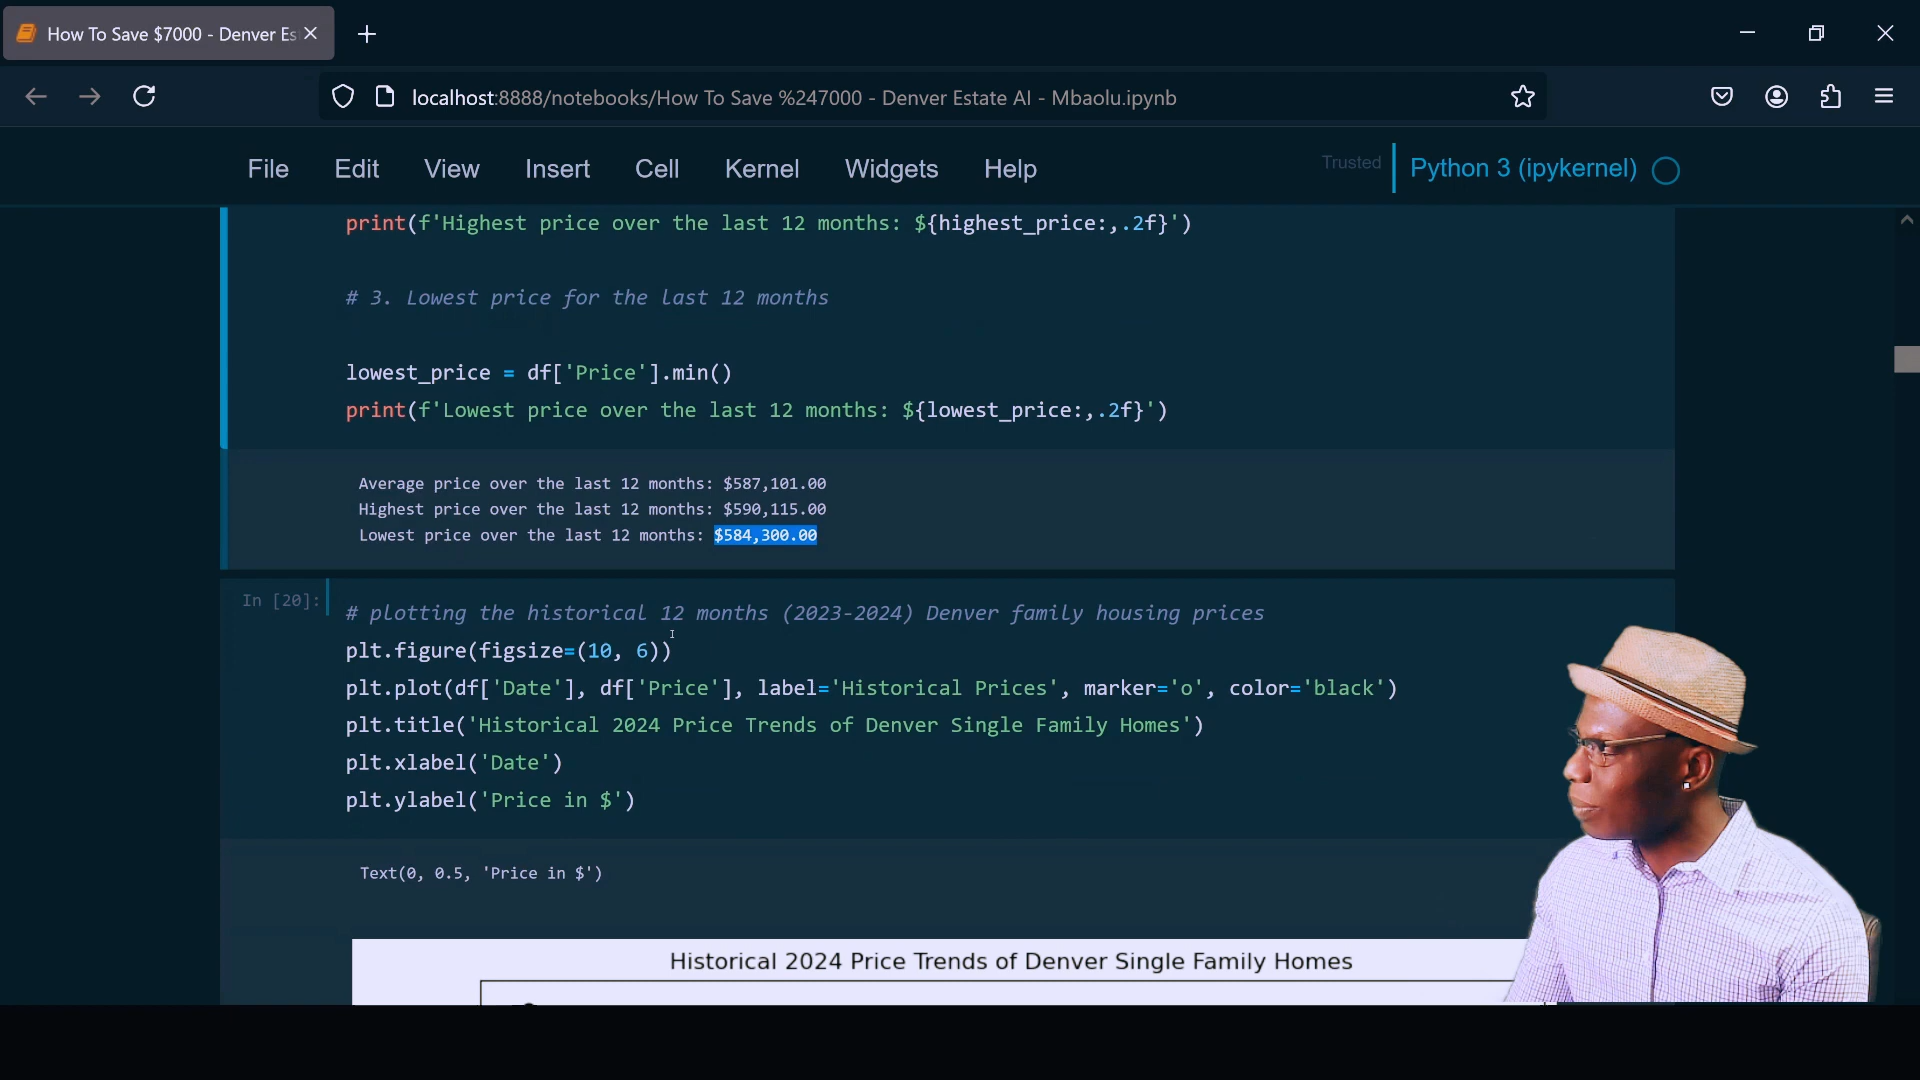 How To Save $7000 - Denver Es
localhost:8888/notebooks/How To Save %247000 - Denver Estate AI - Mbaolu.ipynb
File Edit View Insert Cell Kernel Widgets Help
Trusted Python 3 (ipykernel)
print(f'Highest price over the last 12 months: ${highest_price:,.2f}')
# 3. Lowest price for the last 12 months
lowest_price = df['Price'].min()
print(f'Lowest price over the last 12 months: ${lowest_price:,.2f}')
Average price over the last 12 months: $587,101.00
Highest price over the last 12 months: $590,115.00
Lowest price over the last 12 months: $584,300.00
In [20]:
# plotting the historical 12 months (2023-2024) Denver family housing prices
plt.figure(figsize=(10, 6))
plt.plot(df['Date'], df['Price'], label='Historical Prices', marker='o', color='black')
plt.title('Historical 2024 Price Trends of Denver Single Family Homes')
plt.xlabel('Date')
plt.ylabel('Price in $')
Text(0, 0.5, 'Price in $')
Historical 2024 Price Trends of Denver Single Family Homes